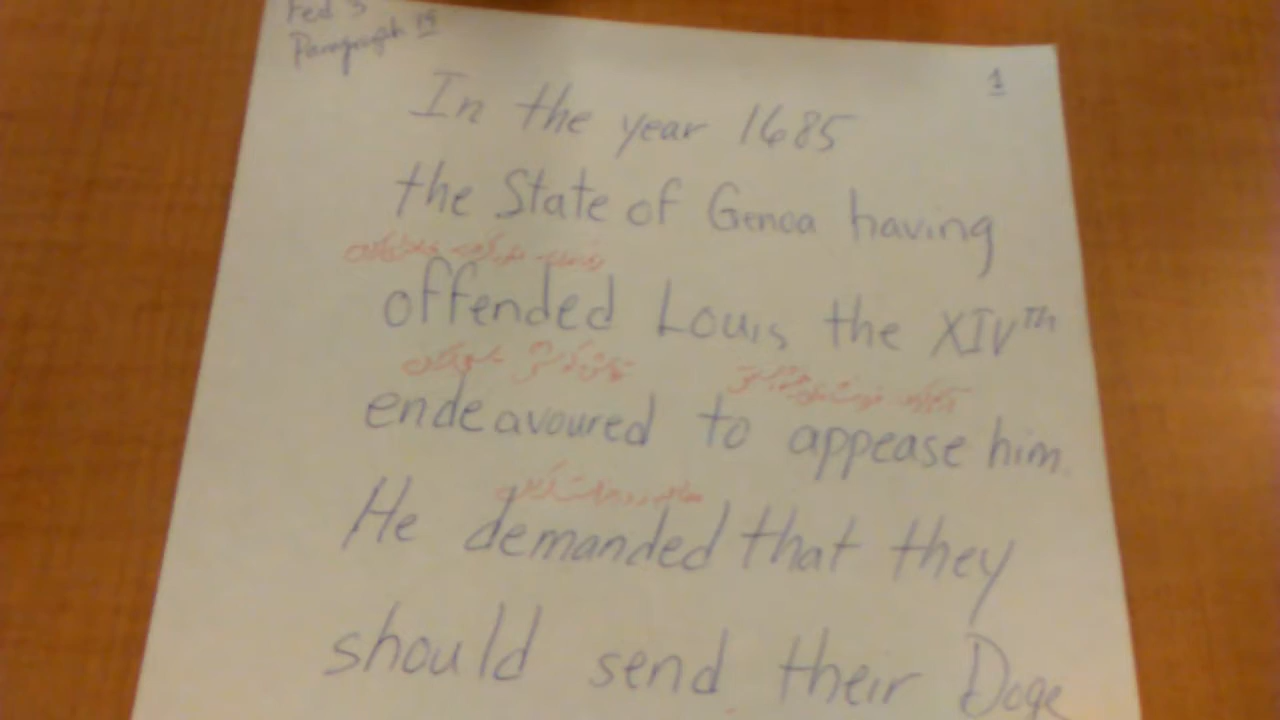 Fed 3
Paragraph 19
1
In the year 1685
the State of Genoa having
offended Louis the XIVTh
endeavoured to appease him.
He demanded that they
should send their Doge